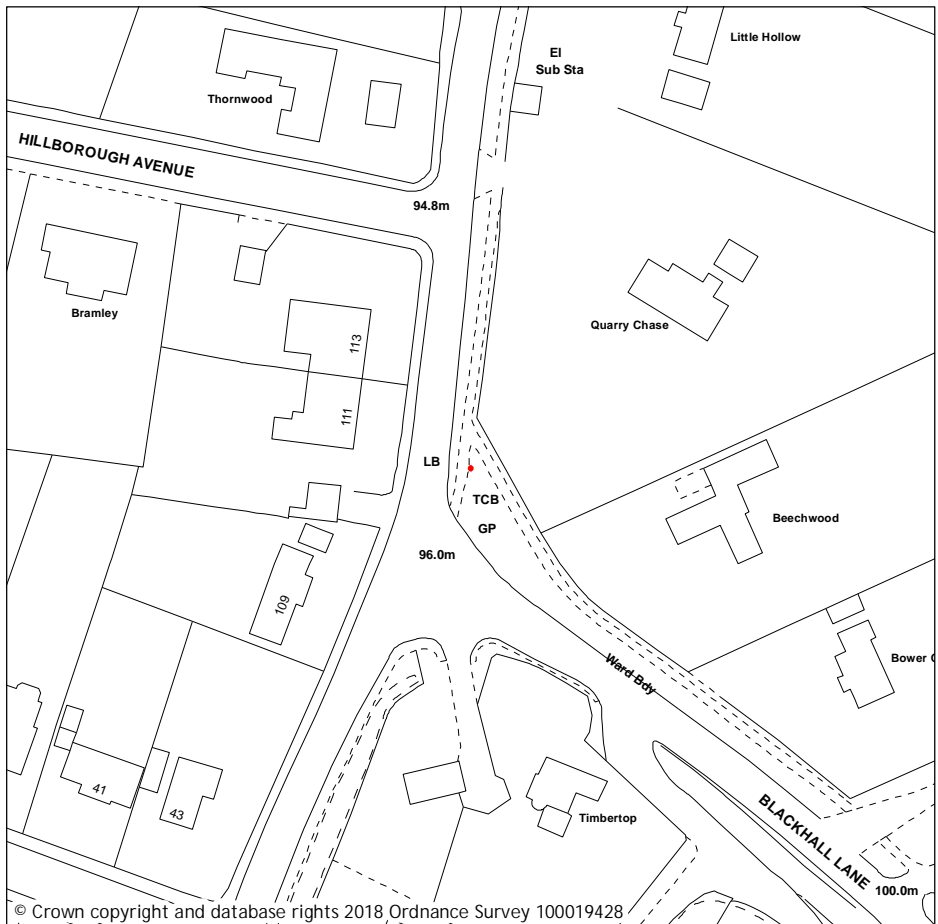 Little Hollow
El
Sub Sta
Thornwood
HILLBOROUGH AVENUE
94.8m
Bramley
Quarry Chase
113
111
LB
TCB
GP
Beechwood
96.0m
109
Ward Bdy
Bower
41
43
Timbertop
BLACKHALL LANE
100.0m
© Crown copyright and database rights 2018 Ordnance Survey 100019428